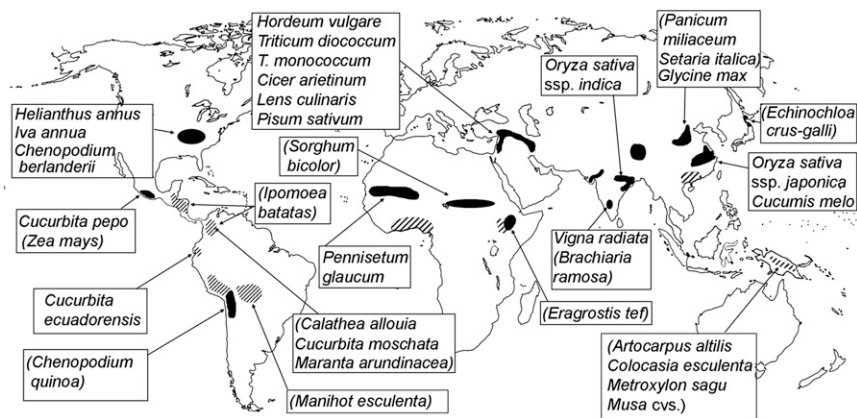 Hordeum vulgare
Triticum diococcum
T. monococcum
Cicer arietinum
Lens culinaris
Pisum sativum
(Panicum
miliaceum
Setaria italica)
Glycine max
Oryza sativa
ssp. indica
Helianthus annus
Iva annua
Chenopodium
berlanderii
(Echinochloa
crus-galli)
(Sorghum
bicolor)
Oryza sativa
ssp. japonica
Cucumis melo
(Ipomoea
batatas)
Cucurbita pepo
(Zea mays)
Pennisetum
glaucum
Vigna radiata
(Brachiaria
ramosa)
Cucurbita
ecuadorensis
(Eragrostis tef)
(Calathea allouia
Cucurbita moschata
Maranta arundinacea)
(Artocarpus altilis
Colocasia esculenta
Metroxylon sagu
Musa cvs.)
(Chenopodium
quinoa)
(Manihot esculenta)